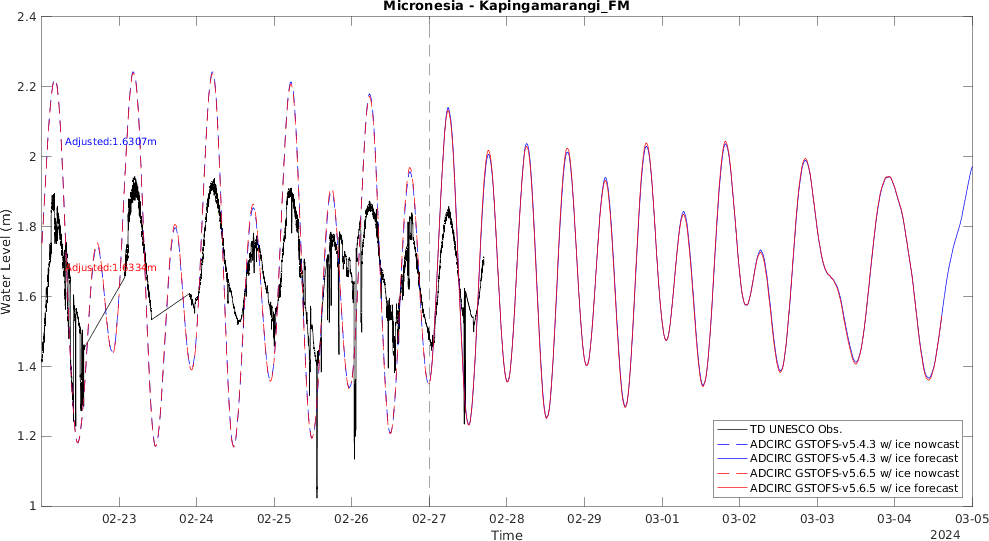 Micronesia - Kapingamarangi_FM
2.4
2.2
2
1.8
1.6
1.4
1.2
1
Water Level (m)
Adjusted:1.6307m
Adjusted:1.6334m
TD UNESCO Obs.
ADCIRC GSTOFS-v5.4.3 w/ ice nowcast
ADCIRC GSTOFS-v5.4.3 w/ ice forecast
ADCIRC GSTOFS-v5.6.5 w/ ice nowcast
ADCIRC GSTOFS-v5.6.5 w/ ice forecast
02-23 02-24 02-25 02-26 02-27 02-28 02-29 03-01 03-02 03-03 03-04 03-05
Time
2024